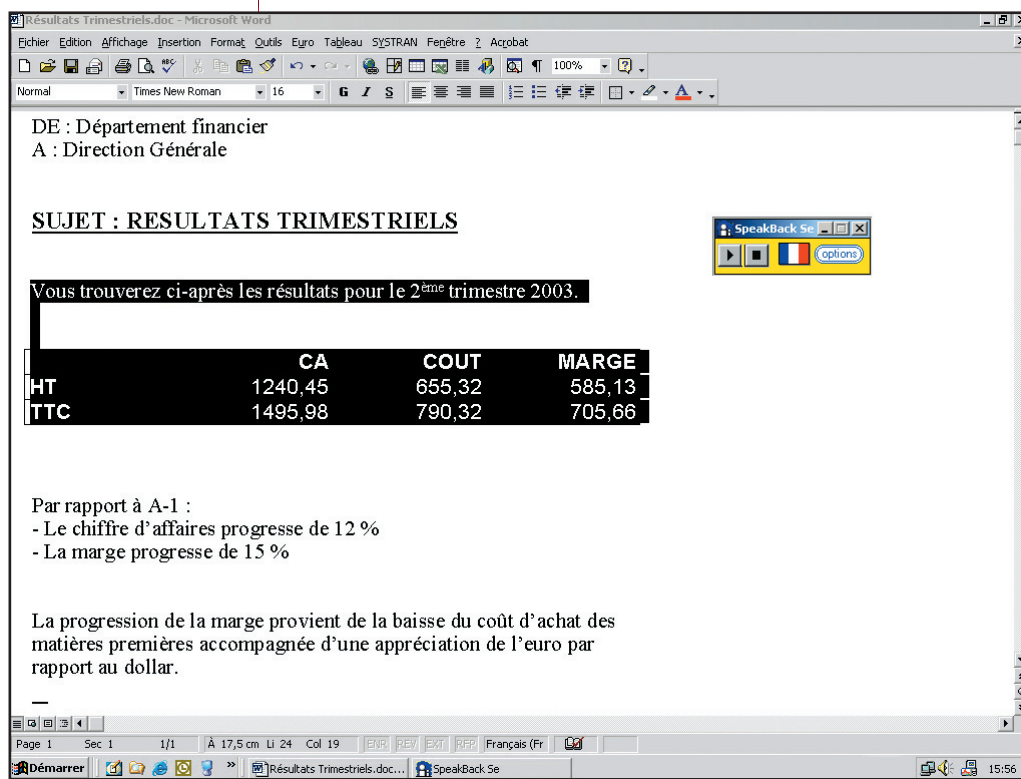 Résultats Trimestriels.doc - Microsoft Word
Fichier Edition Affichage Insertion Format Outils Euro Tableau SYSTRAN Fenêtre ? Acrobat
100%
Normal Times New Roman 16 G I S
DE : Département financier
A : Direction Générale
SUJET : RESULTATS TRIMESTRIELS
SpeakBack Se
options
Vous trouverez ci-après les résultats pour le 2ème trimestre 2003.
CA COUT MARGE
HT 1240,45 655,32 585,13
TTC 1495,98 790,32 705,66
Par rapport à A-1 :
- Le chiffre d’affaires progresse de 12 %
- La marge progresse de 15 %
La progression de la marge provient de la baisse du coût d’achat des
matières premières accompagnée d’une appréciation de l’euro par
rapport au dollar.
Page 1 Sec 1 1/1 À 17,5 cm Li 24 Col 19 ENR REV EXT RFP Français (Fr
Démarrer » Résultats Trimestriels.doc... SpeakBack Se 15:56